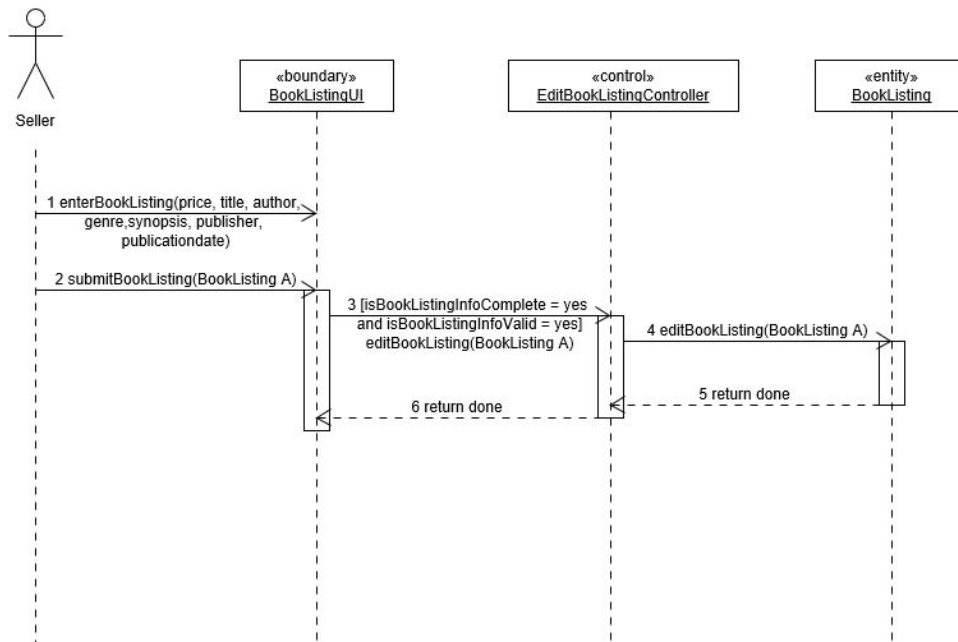 Seller
«boundary»
BookListingUI
«control»
EditBookListingController
«entity»
BookListing
1 enterBookListing(price, title, author,
genre,synopsis, publisher,
publicationdate)
2 submitBookListing(BookListing A)
3 [isBookListingInfoComplete = yes
and isBookListingInfoValid = yes]
editBookListing(BookListing A)
4 editBookListing(BookListing A)
5 return done
6 return done